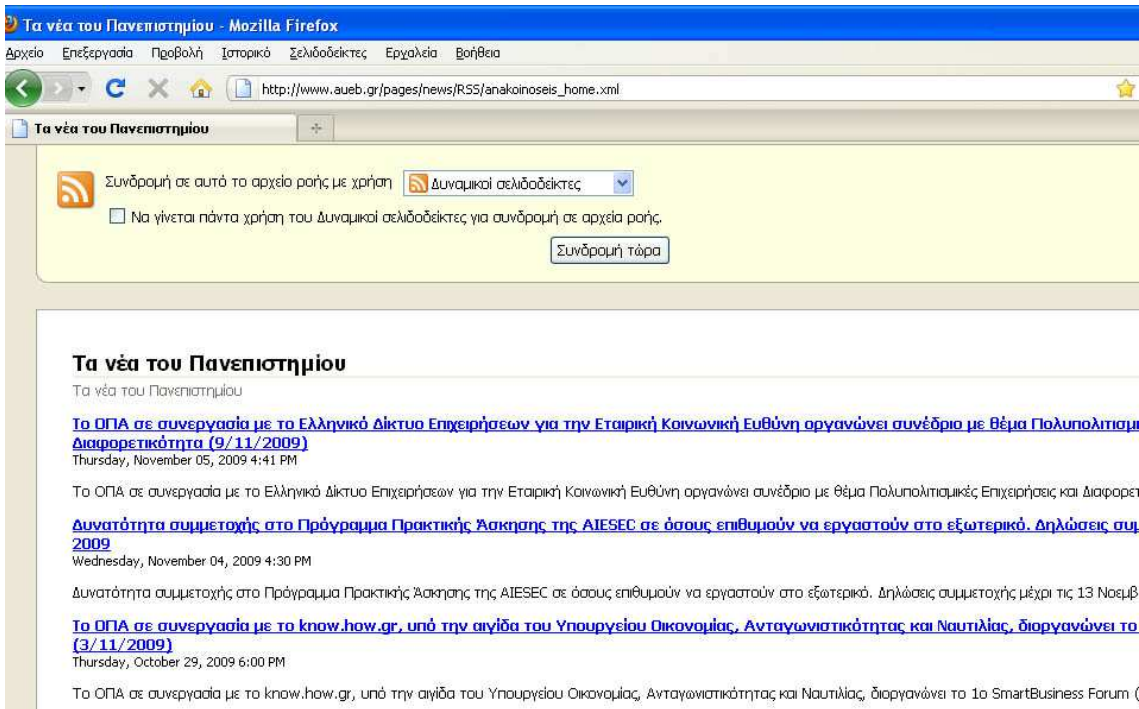 Τα νέα του Πανεπιστημίου - Mozilla Firefox
Αρχείο Επεξεργασία Προβολή Ιστορικό Σελιδοδείκτες Εργαλεία Βοήθεια
http://www.aueb.gr/pages/news/RSS/anakoinoseis_home.xml
Τα νέα του Πανεπιστημίου
Συνδρομή σε αυτό το αρχείο ροής με χρήση Δυναμικοί σελιδοδείκτες
Να γίνεται πάντα χρήση του Δυναμικοί σελιδοδείκτες για συνδρομή σε αρχεία ροής.
Συνδρομή τώρα
Τα νέα του Πανεπιστημίου
Τα νέα του Πανεπιστημίου
Το ΟΠΑ σε συνεργασία με το Ελληνικό Δίκτυο Επιχειρήσεων για την Εταιρική Κοινωνική Ευθύνη οργανώνει συνέδριο με θέμα
Διαφορετικότητα (9/11/2009)
Thursday, November 05, 2009 4:41 PM
Το ΟΠΑ σε συνεργασία με το Ελληνικό Δίκτυο Επιχειρήσεων για την Εταιρική Κοινωνική Ευθύνη οργανώνει συνέδριο με θέμα Πολυπολιτισμικές Επιχειρήσεις και
Δυνατότητα συμμετοχής στο Πρόγραμμα Πρακτικής Άσκησης της AIESEC σε όσους επιθυμούν να εργαστούν στο εξωτερικό. Δηλώσεις
2009
Wednesday, November 04, 2009 4:30 PM
Δυνατότητα συμμετοχής στο Πρόγραμμα Πρακτικής Άσκησης της AIESEC σε όσους επιθυμούν να εργαστούν στο εξωτερικό. Δηλώσεις συμμετοχής μέχρι τις 13
Το ΟΠΑ σε συνεργασία με το know.how.gr, υπό την αιγίδα του Υπουργείου Οικονομίας, Ανταγωνιστικότητας και Ναυτιλίας, διοργανώνει το
(3/11/2009)
Thursday, October 29, 2009 6:00 PM
Το ΟΠΑ σε συνεργασία με το know.how.gr, υπό την αιγίδα του Υπουργείου Οικονομίας, Ανταγωνιστικότητας και Ναυτιλίας, διοργανώνει το 1ο SmartBusiness Forum (